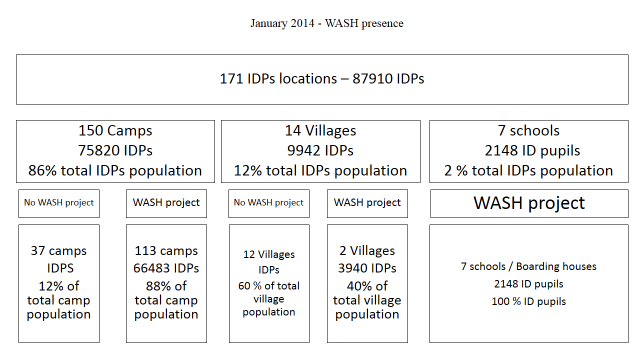 January 2014 - WASH presence
171 IDPs locations – 87910 IDPs
150 Camps
75820 IDPs
86% total IDPs population
14 Villages
9942 IDPs
12% total IDPs population
7 schools
2148 ID pupils
2 % total IDPs population
No WASH project
WASH project
No WASH project
WASH project
WASH project
37 camps
IDPS
12% of
total camp
population
113 camps
66483 IDPs
88% of
total camp
population
12 Villages
IDPs
60 % of total
village
population
2 Villages
3940 IDPs
40% of
total village
population
7 schools / Boarding houses
2148 ID pupils
100 % ID pupils